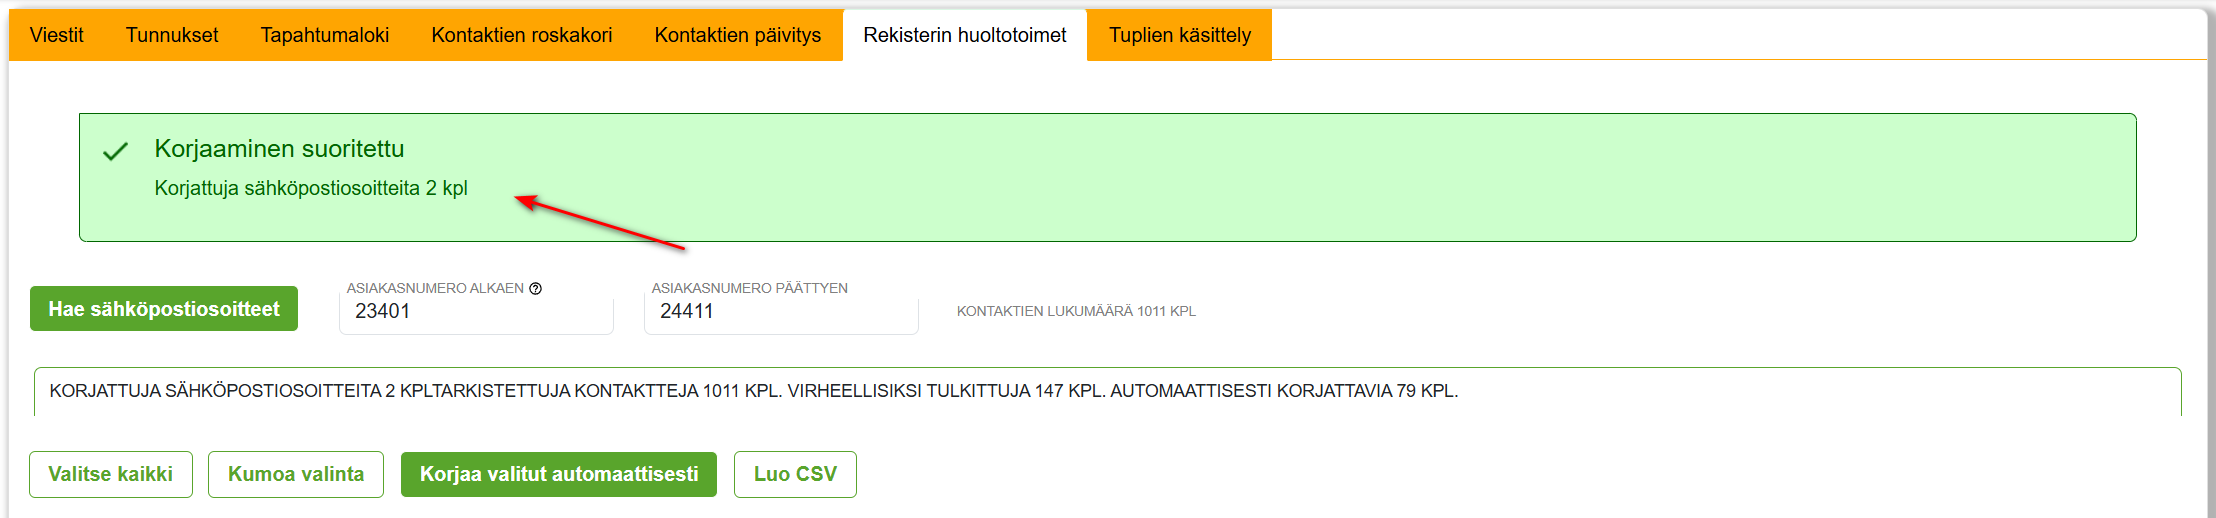 Viestit Tunnukset Tapahtumaloki Kontaktien roskakori Kontaktien päivitys Rekisterin huoltotoimet Tuplien käsittely
Korjaaminen suoritettu
Korjattuja sähköpostiosoitteita 2 kpl
ASIAKASNUMERO ALKAEN ASIAKASNUMERO PÄÄTTYEN
Hae sähköpostiosoitteet 23401 24411 KONTAKTIEN LUKUMÄÄRÄ 1011 KPL
KORJATTUJA SÄHKÖPOSTIOSOITTEITA 2 KPLTARKISTETTUJA KONTAKTTEJA 1011 KPL. VIRHEELLISIKSI TULKITTUJA 147 KPL. AUTOMAATTISESTI KORJATTAVIA 79 KPL.
Valitse kaikki Kumoa valinta Korjaa valitut automaattisesti Luo CSV